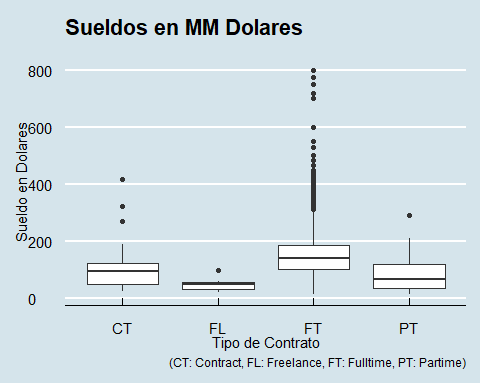 Sueldos en MM Dolares
Sueldo en Dolares
800
600
400
200
0
CT FL FT PT
Tipo de Contrato
(CT: Contract, FL: Freelance, FT: Fulltime, PT: Partime)